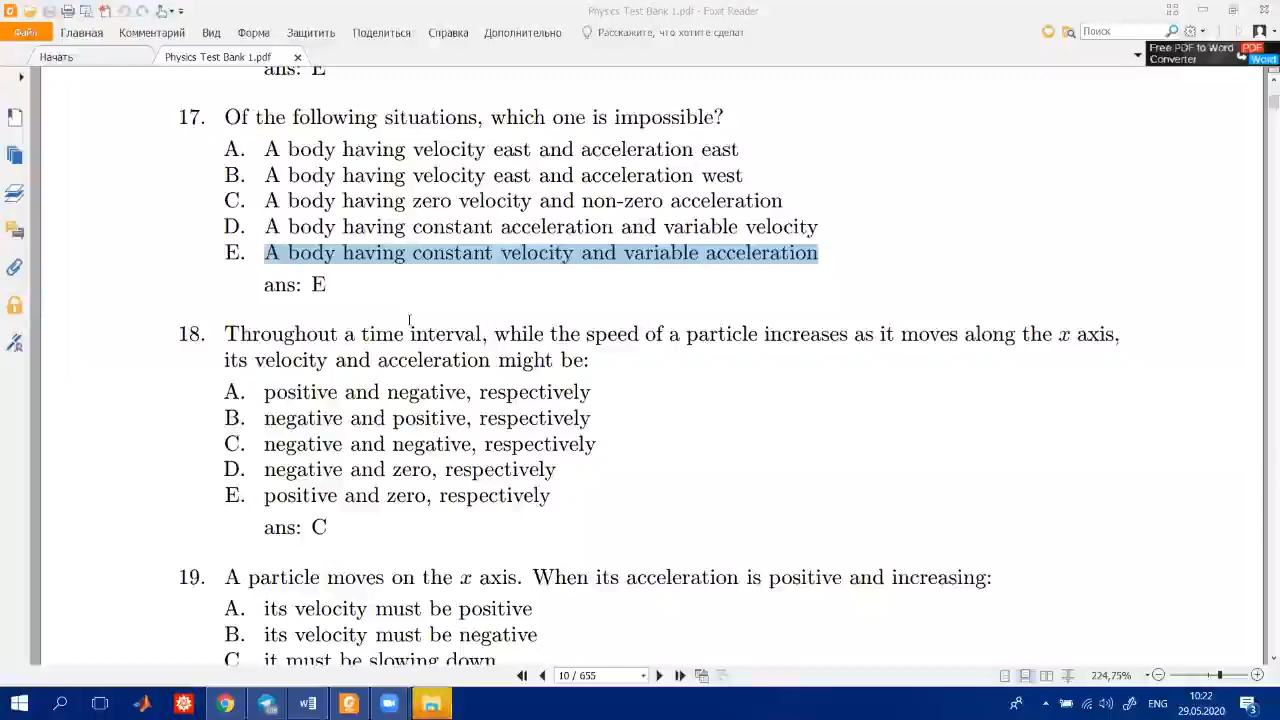 Physics Test Bank 1.pdf - Foxit Reader
Файл Главная Комментарий Вид Форма Защитить Поделиться Справка Дополнительно Расскажите, что хотите сделат Поиск
Начать Physics Test Bank 1.pdf
Free PDF to Word Converter PDF Word
ans: E
17. Of the following situations, which one is impossible?
A. A body having velocity east and acceleration east
B. A body having velocity east and acceleration west
C. A body having zero velocity and non-zero acceleration
D. A body having constant acceleration and variable velocity
E. A body having constant velocity and variable acceleration
ans: E
18. Throughout a time interval, while the speed of a particle increases as it moves along the x axis,
its velocity and acceleration might be:
A. positive and negative, respectively
B. negative and positive, respectively
C. negative and negative, respectively
D. negative and zero, respectively
E. positive and zero, respectively
ans: C
19. A particle moves on the x axis. When its acceleration is positive and increasing:
A. its velocity must be positive
B. its velocity must be negative
C. it must be slowing down
10 / 655 224,75%
ENG 10:22
29.05.2020